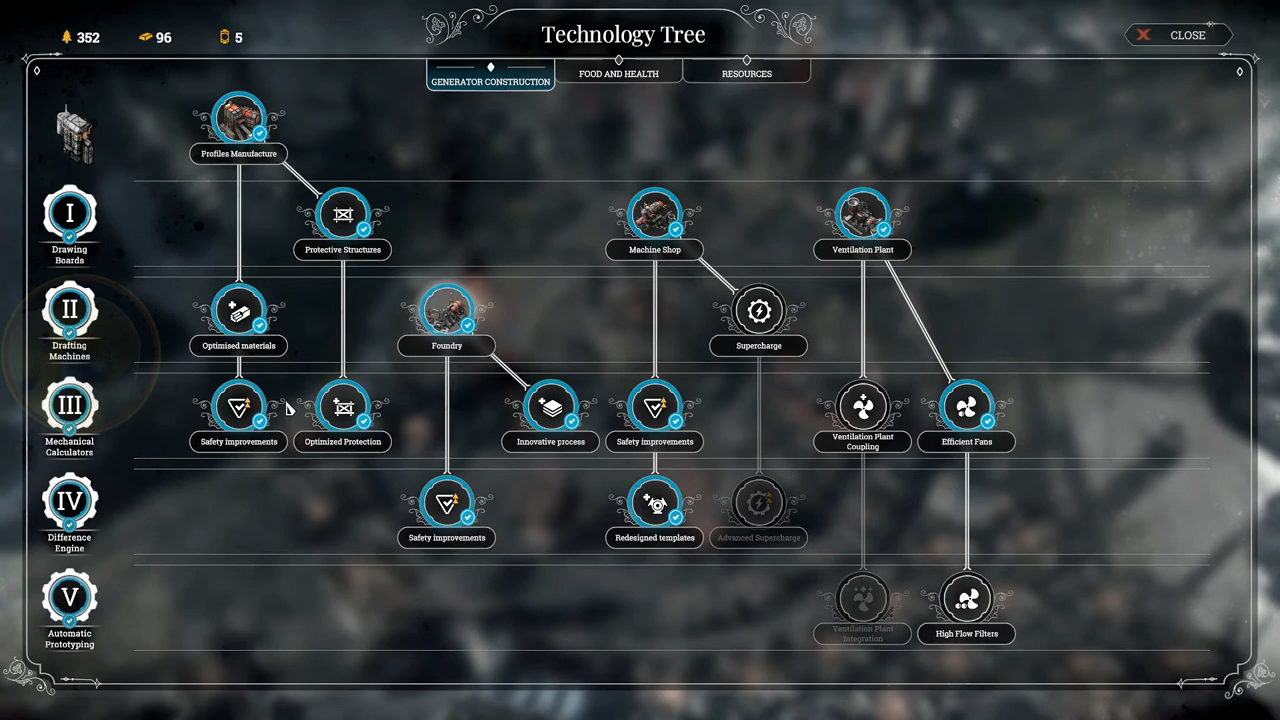 352
96
5
Technology Tree
CLOSE
GENERATOR CONSTRUCTION
FOOD AND HEALTH
RESOURCES
Profiles Manufacture
I
Drawing
Boards
Protective Structures
Machine Shop
Ventilation Plant
II
Drafting
Machines
Optimised materials
Foundry
Supercharge
III
Mechanical
Calculators
Safety improvements
Optimized Protection
Innovative process
Safety improvements
Ventilation Plant
Coupling
Efficient Fans
IV
Difference
Engine
Safety improvements
Redesigned templates
Advanced Supercharge
V
Automatic
Prototyping
Ventilation Plant
Integration
High Flow Filters